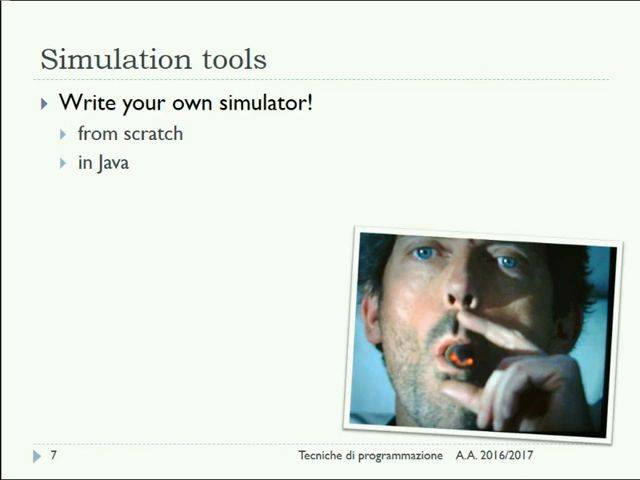 Simulation tools
Write your own simulator!
from scratch
in Java
7 Tecniche di programmazione A.A. 2016/2017